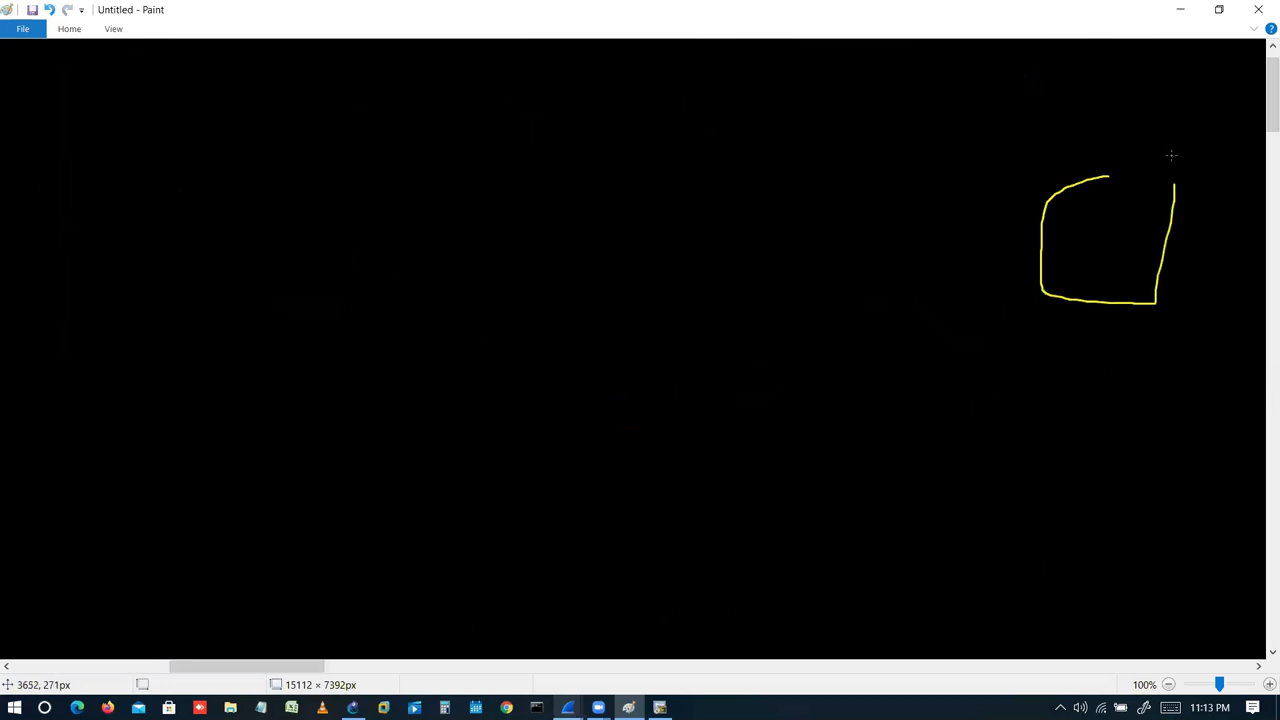 Untitled - Paint
File Home View
3652, 271px 15112 × 7392px 100%
11:13 PM